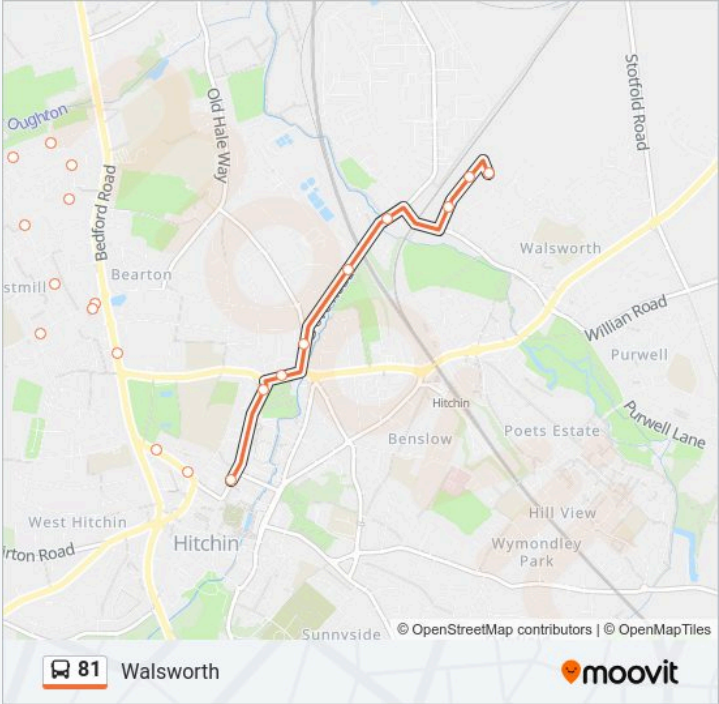 Oughton
Old Hale Way
Stotfold Road
Bedford Road
Walsworth
Bearton
stmill
Willian Road
Purwell
Hitchin
Purwell Lane
Benslow
Poets Estate
Hill View
West Hitchin
Wymondley
Park
irton Road
Hitchin
Sunnyside
© OpenStreetMap contributors | © OpenMapTiles
81 Walsworth
moovit